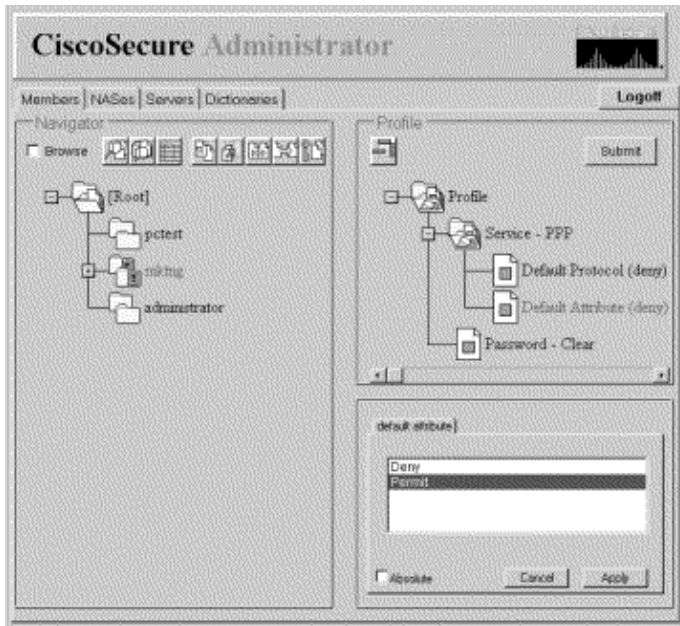 CiscoSecure Administrator
Members
NASes
Servers
Dictioneries
Logoff
Navigator
Browse
[Root]
pctest
mktng
administrator
Profile
Submit
Profile
Service - PPP
Default Protocol (deny)
Default Attribute (deny)
Password - Clear
default attribute
Deny
Permit
Absolute
Cancel
Apply